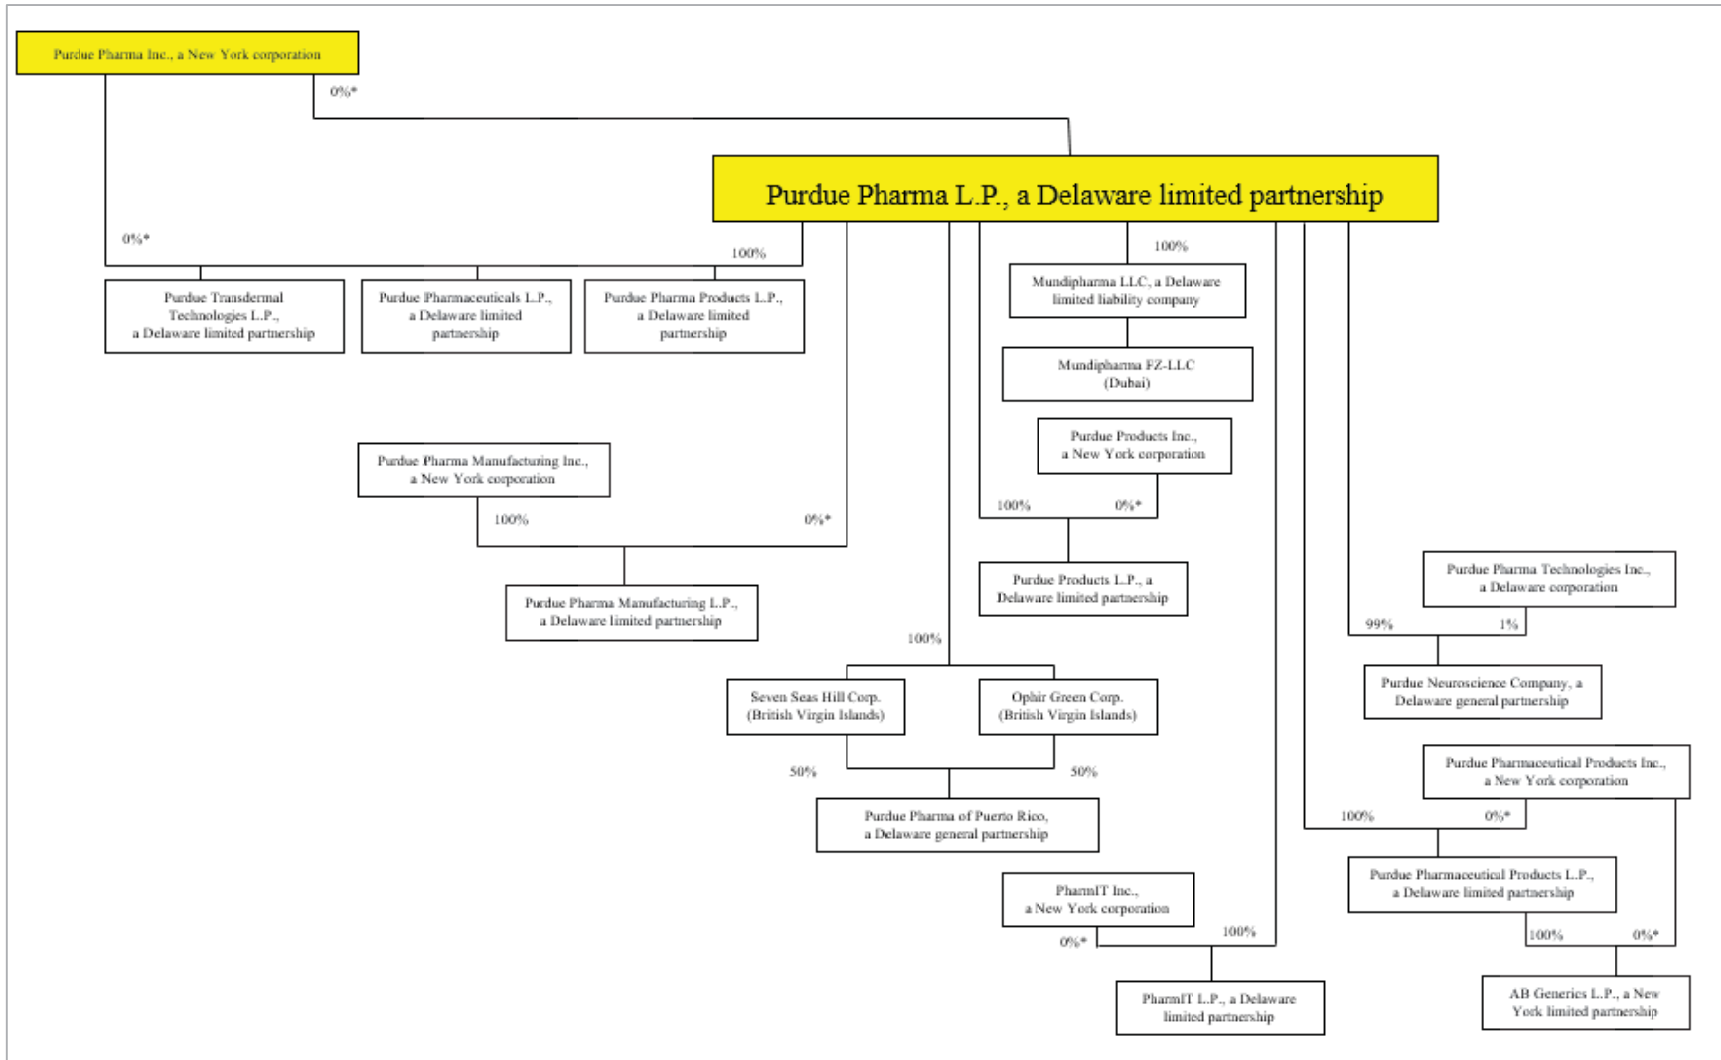 Purdue Pharma Inc., a New York corporation
0%*
Purdue Pharma L.P., a Delaware limited partnership
0%*
100%
100%
Purdue Transdermal
Technologies L.P.,
a Delaware limited partnership
Purdue Pharmaceuticals L.P.,
a Delaware limited
partnership
Purdue Pharma Products L.P.,
a Delaware limited
partnership
Mundipharma LLC, a Delaware
limited liability company
Mundipharma FZ-LLC
(Dubai)
Purdue Pharma Manufacturing Inc.,
a New York corporation
100%
0%*
Purdue Pharma Manufacturing L.P.,
a Delaware limited partnership
Purdue Products Inc.,
a New York corporation
100%
0%*
Purdue Products L.P., a
Delaware limited partnership
Purdue Pharma Technologies Inc.,
a Delaware corporation
99%
1%
Purdue Neuroscience Company, a
Delaware general partnership
100%
Seven Seas Hill Corp.
(British Virgin Islands)
Ophir Green Corp.
(British Virgin Islands)
50%
50%
Purdue Pharma of Puerto Rico,
a Delaware general partnership
Purdue Pharmaceutical Products Inc.,
a New York corporation
100%
0%*
Purdue Pharmaceutical Products L.P.,
a Delaware limited partnership
100%
0%*
AB Generics L.P., a New
York limited partnership
PharmIT Inc.,
a New York corporation
0%*
100%
PharmIT L.P., a Delaware
limited partnership